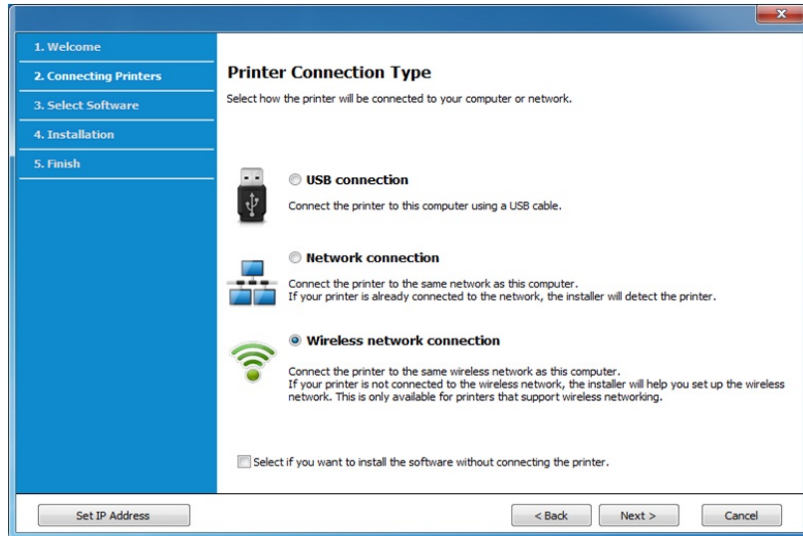 1. Welcome
2. Connecting Printers
3. Select Software
4. Installation
5. Finish
Printer Connection Type
Select how the printer will be connected to your computer or network.
USB connection
Connect the printer to this computer using a USB cable.
Network connection
Connect the printer to the same network as this computer.
If your printer is already connected to the network, the installer will detect the printer.
Wireless network connection
Connect the printer to the same wireless network as this computer.
If your printer is not connected to the wireless network, the installer will help you set up the wireless
network. This is only available for printers that support wireless networking.
Select if you want to install the software without connecting the printer.
Set IP Address
< Back
Next >
Cancel